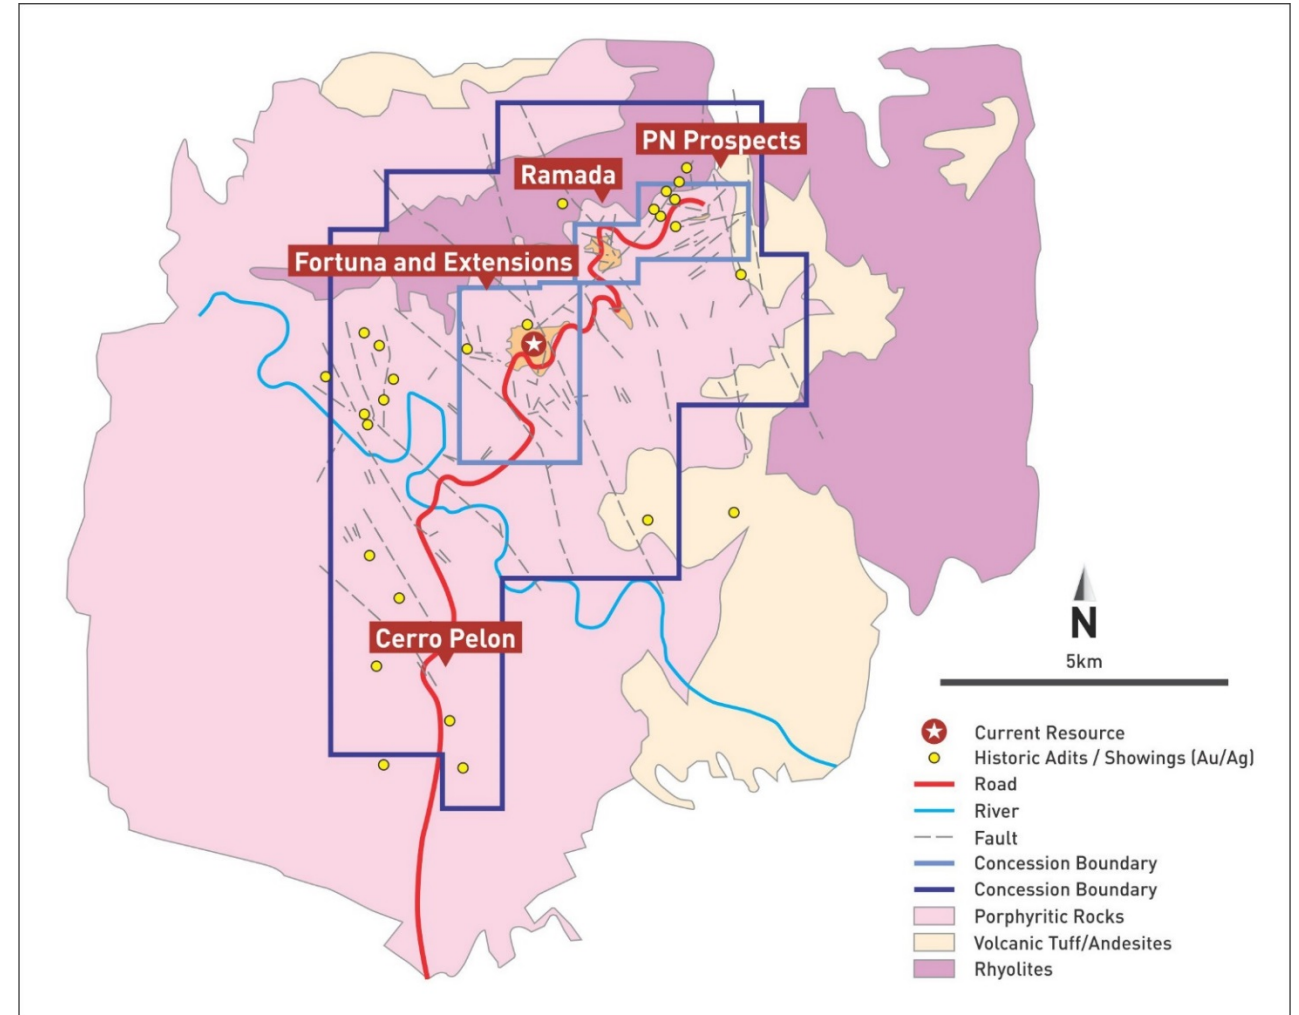 PN Prospects
Ramada
Fortuna and Extensions
Cerro Pelon
N
5km
Current Resource
Historic Adits / Showings (Au/Ag)
Road
River
Fault
Concession Boundary
Concession Boundary
Porphyritic Rocks
Volcanic Tuff/Andesites
Rhyolites